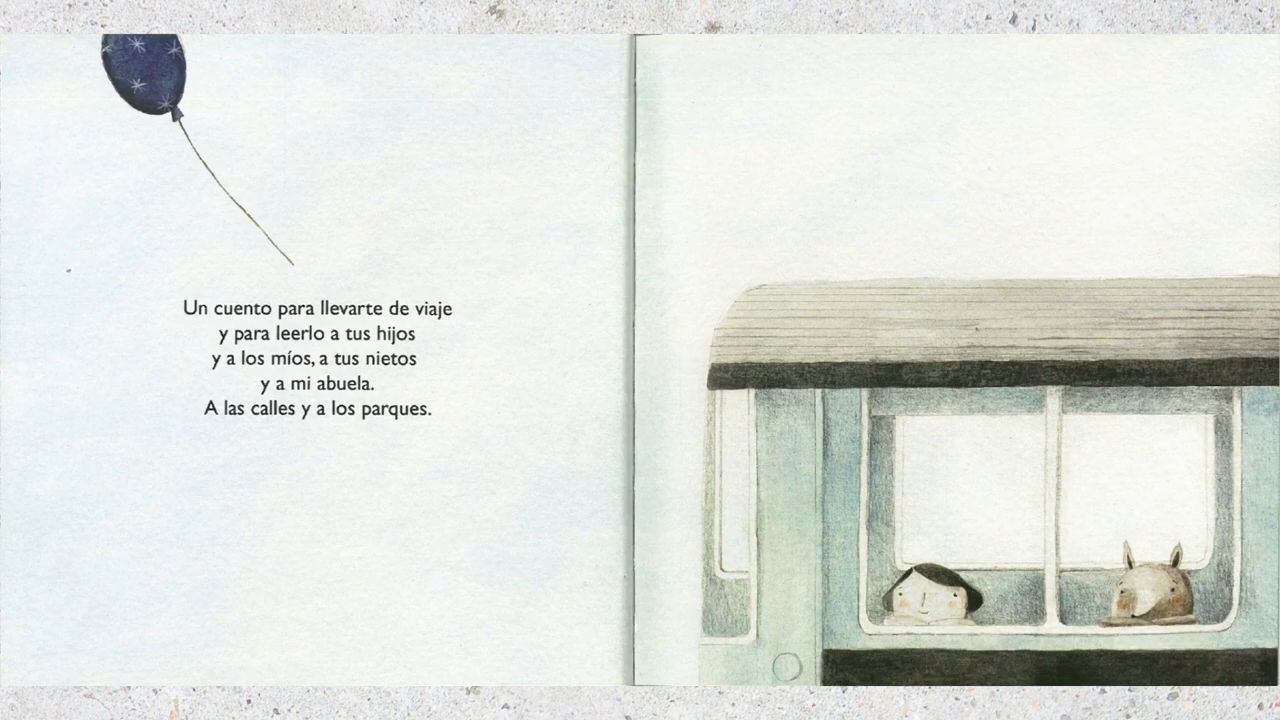 Un cuento para llevarte de viaje
y para leerlo a tus hijos
y a los míos, a tus nietos
y a mi abuela.
A las calles y a los parques.